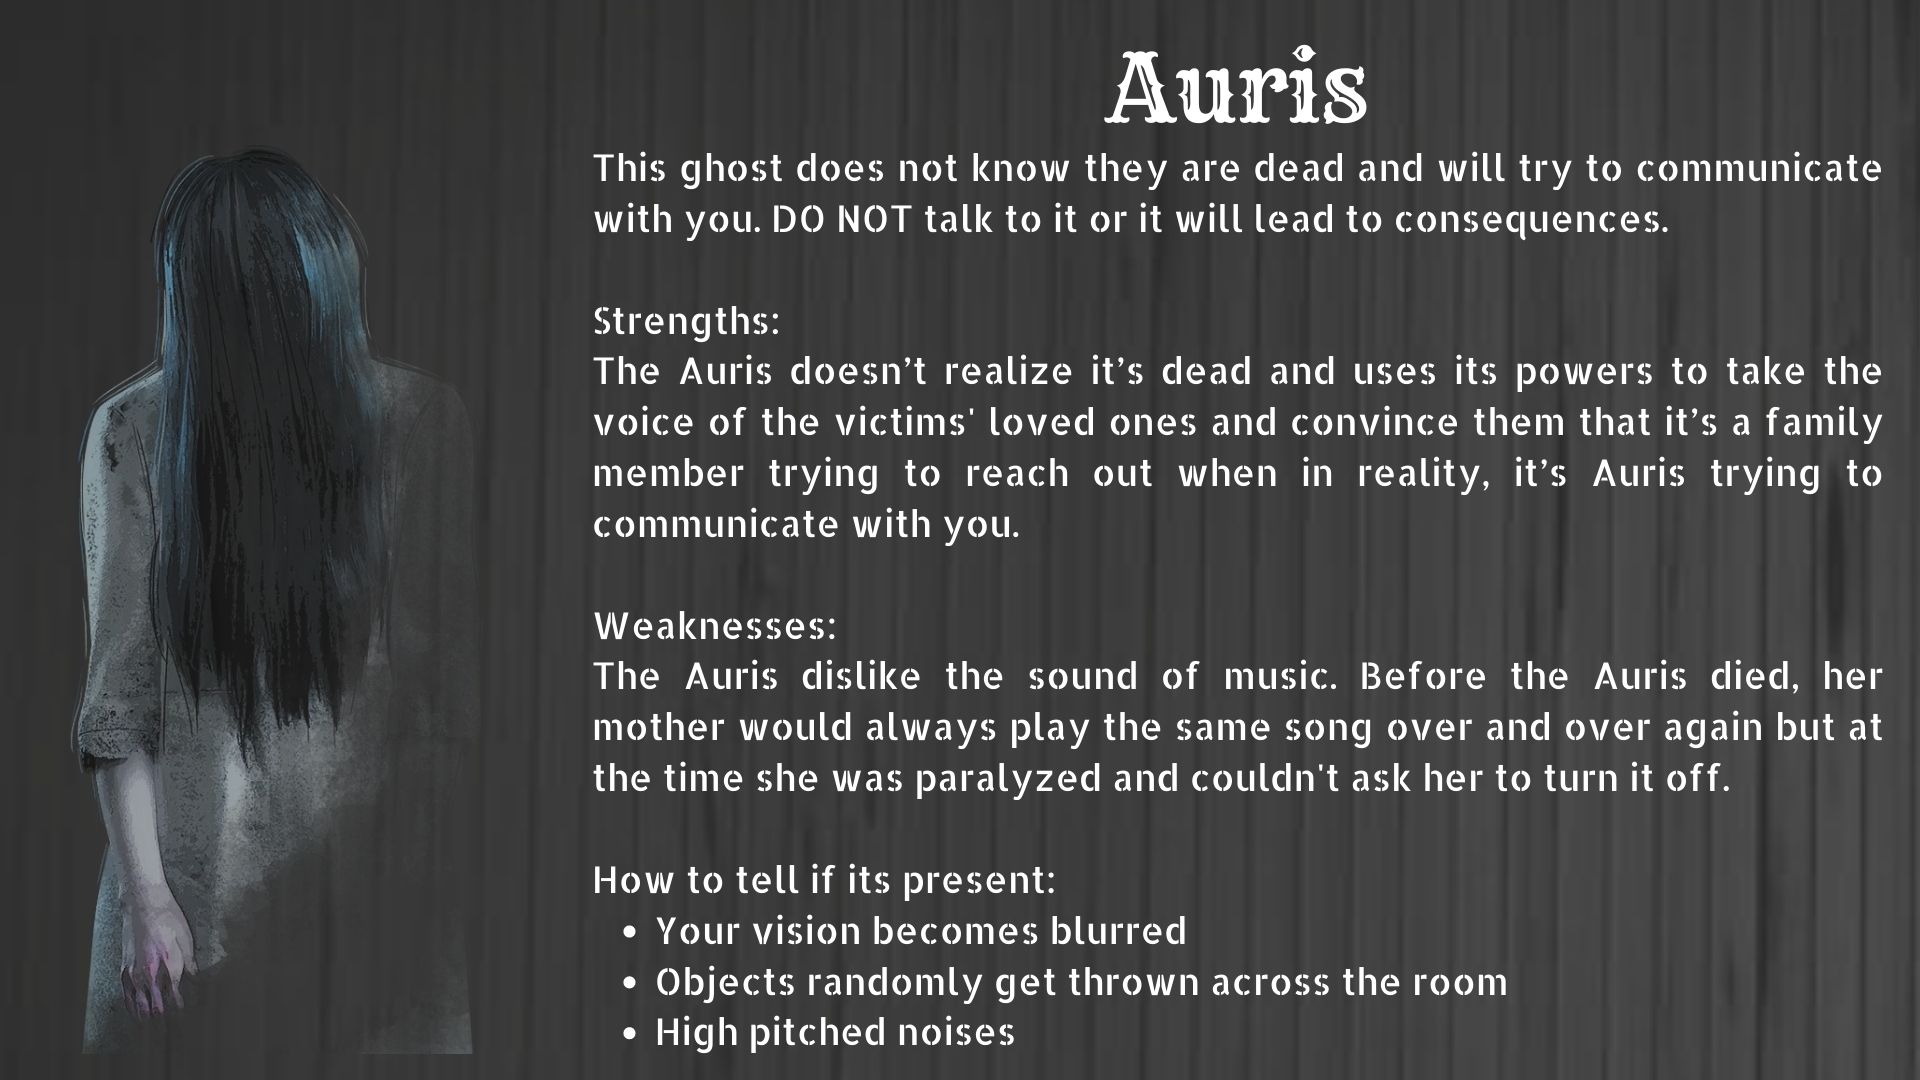 Auris
This ghost does not know they are dead and will try to communicate
with you. DO NOT talk to it or it will lead to consequences.
Strengths:
The Auris doesn’t realize it’s dead and uses its powers to take the
voice of the victims' loved ones and convince them that it’s a family
member trying to reach out when in reality, it’s Auris trying to
communicate with you.
Weaknesses:
The Auris dislike the sound of music. Before the Auris died, her
mother would always play the same song over and over again but at
the time she was paralyzed and couldn't ask her to turn it off.
How to tell if its present:
• Your vision becomes blurred
• Objects randomly get thrown across the room
• High pitched noises